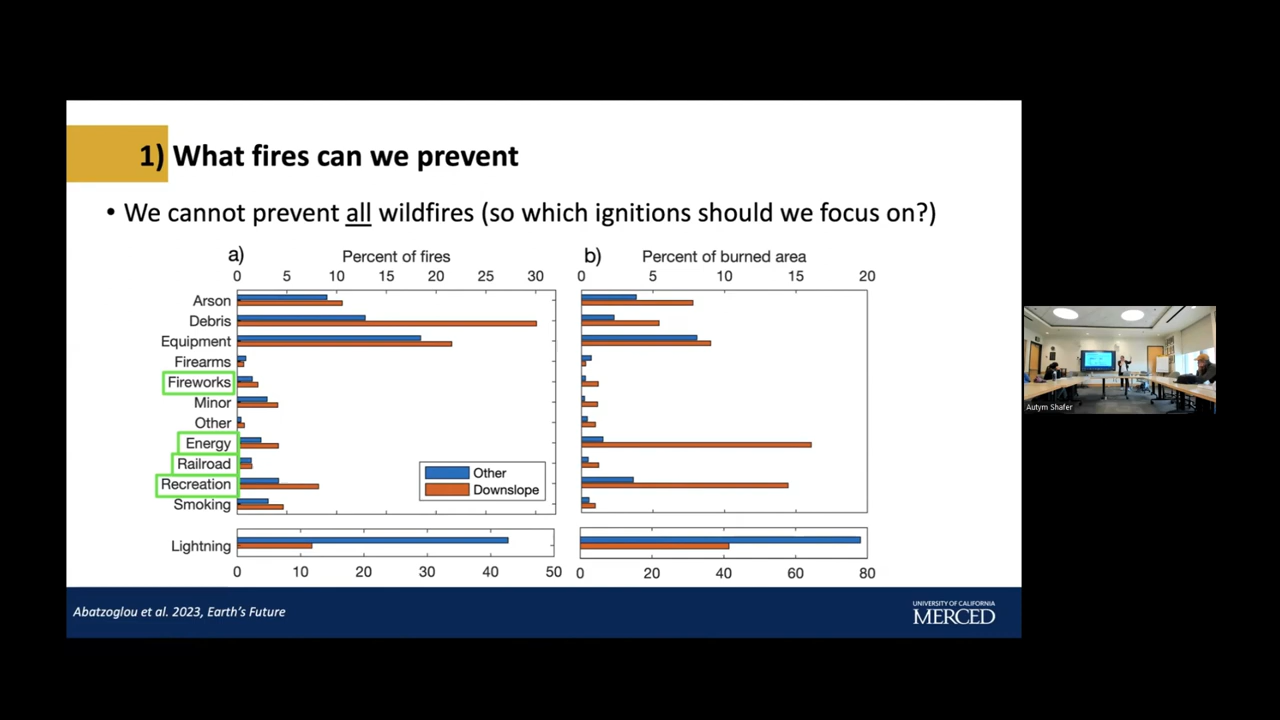 1) What fires can we prevent
• We cannot prevent all wildfires (so which ignitions should we focus on?)
a) Percent of fires
0 5 10 15 20 25 30
b) Percent of burned area
0 5 10 15 20
Arson
Debris
Equipment
Firearms
Fireworks
Minor
Other
Energy
Railroad
Recreation
Smoking
Other
Downslope
Lightning
0 10 20 30 40 50
0 20 40 60 80
Abatzoglou et al. 2023, Earth's Future
UNIVERSITY OF CALIFORNIA
MERCED
Autym Shafer